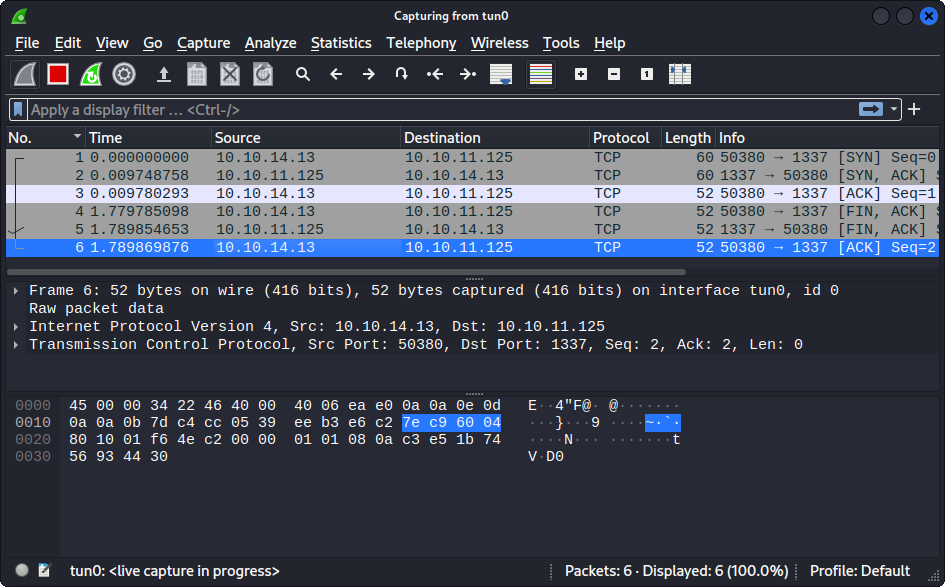 Capturing from tun0
File Edit View Go Capture Analyze Statistics Telephony Wireless Tools Help
Apply a display filter … <Ctrl-/>
No. Time Source Destination Protocol Length Info
1 0.000000000 10.10.14.13 10.10.11.125 TCP 60 50380 → 1337 [SYN] Seq=0
2 0.009748758 10.10.11.125 10.10.14.13 TCP 60 1337 → 50380 [SYN, ACK] S
3 0.009780293 10.10.14.13 10.10.11.125 TCP 52 50380 → 1337 [ACK] Seq=1
4 1.779785098 10.10.14.13 10.10.11.125 TCP 52 50380 → 1337 [FIN, ACK] S
5 1.789854653 10.10.11.125 10.10.14.13 TCP 52 1337 → 50380 [FIN, ACK] S
6 1.789869876 10.10.14.13 10.10.11.125 TCP 52 50380 → 1337 [ACK] Seq=2
Frame 6: 52 bytes on wire (416 bits), 52 bytes captured (416 bits) on interface tun0, id 0
Raw packet data
Internet Protocol Version 4, Src: 10.10.14.13, Dst: 10.10.11.125
Transmission Control Protocol, Src Port: 50380, Dst Port: 1337, Seq: 2, Ack: 2, Len: 0
0000 45 00 00 34 22 46 40 00 40 06 ea e0 0a 0a 0e 0d E··4"F@· @·······
0010 0a 0a 0b 7d c4 cc 05 39 ee b3 e6 c2 7e c9 60 04 ···}···9 ····~·`·
0020 80 10 01 f6 4e c2 00 00 01 01 08 0a c3 e5 1b 74 ····N··· ·······t
0030 56 93 44 30 V·D0
tun0: <live capture in progress>
Packets: 6 · Displayed: 6 (100.0%)
Profile: Default